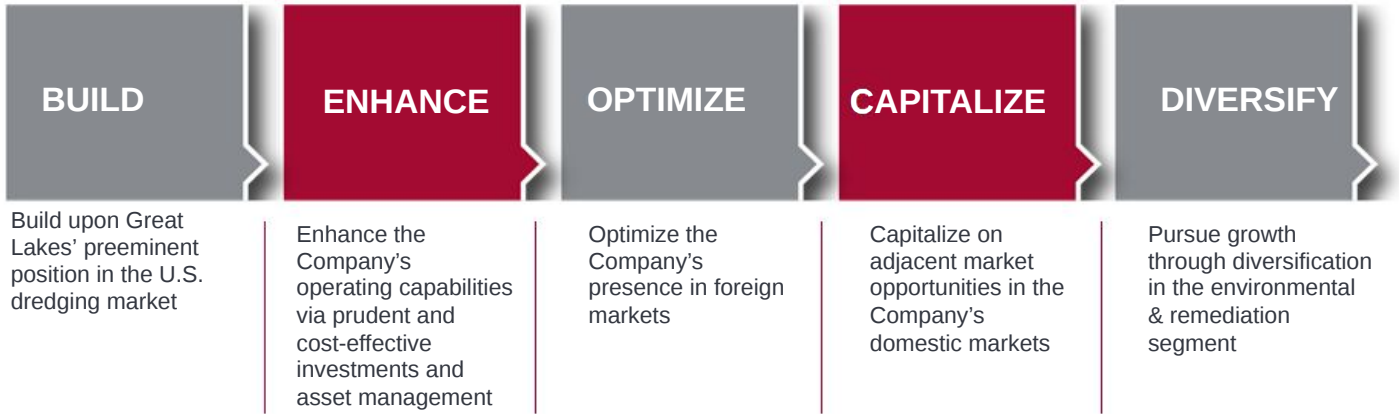 BUILD
ENHANCE
OPTIMIZE
CAPITALIZE
DIVERSIFY
Build upon Great
Lakes’ preeminent
position in the U.S.
dredging market
Enhance the
Company’s
operating capabilities
via prudent and
cost-effective
investments and
asset management
Optimize the
Company’s
presence in foreign
markets
Capitalize on
adjacent market
opportunities in the
Company’s
domestic markets
Pursue growth
through diversification
in the environmental
& remediation
segment